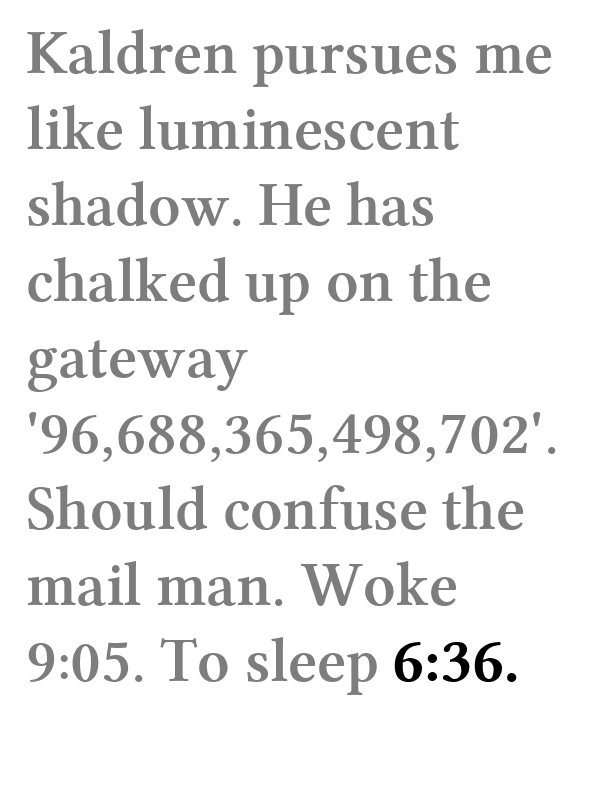 Kaldren pursues me
like luminescent
shadow. He has
chalked up on the
gateway
'96,688,365,498,702'.
Should confuse the
mail man. Woke
9:05. To sleep 6:36.